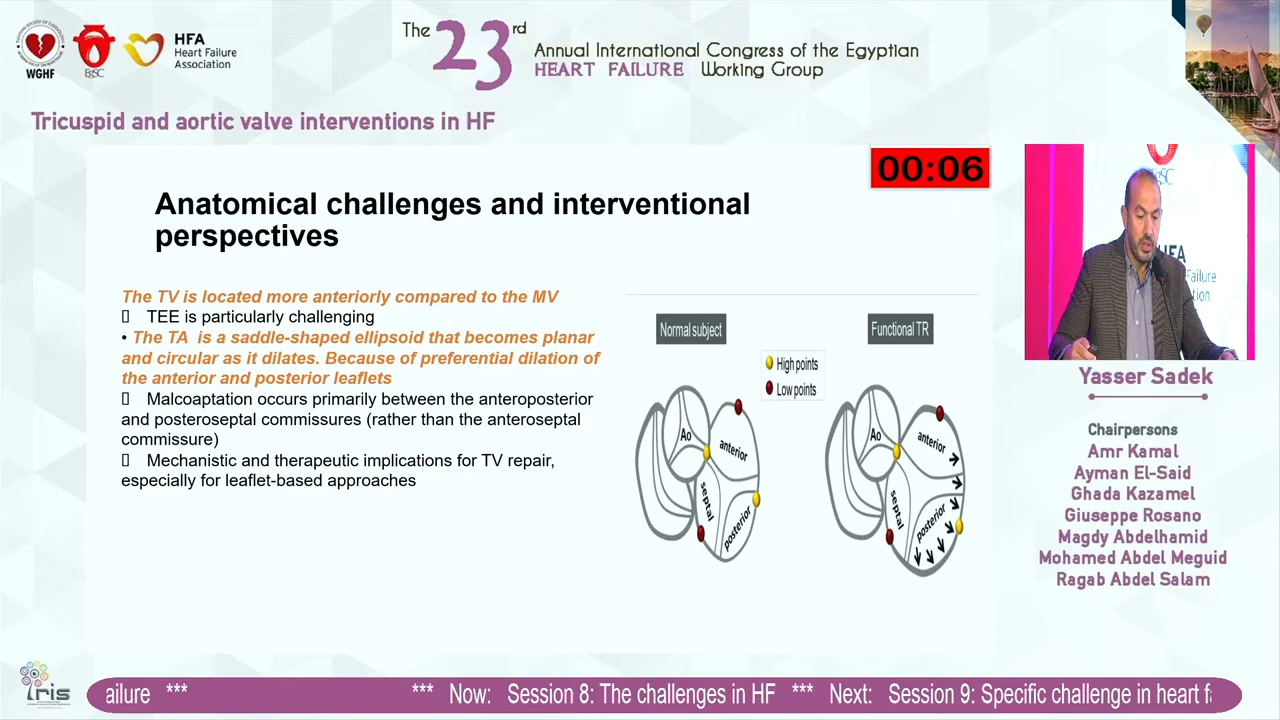 WGHF
EgSC
HFA
Heart Failure
Association
The 23rd
Annual International Congress of the Egyptian
HEART FAILURE Working Group
Tricuspid and aortic valve interventions in HF
00:06
Anatomical challenges and interventional
perspectives
The TV is located more anteriorly compared to the MV
TEE is particularly challenging
• The TA is a saddle-shaped ellipsoid that becomes planar
and circular as it dilates. Because of preferential dilation of
the anterior and posterior leaflets
Malcoaptation occurs primarily between the anteroposterior
and posteroseptal commissures (rather than the anteroseptal
commissure)
Mechanistic and therapeutic implications for TV repair,
especially for leaflet-based approaches
Normal subject
Functional TR
High points
Low points
Ao
anterior
septal
posterior
Ao
anterior
septal
posterior
Yasser Sadek
Chairpersons
Amr Kamal
Ayman El-Said
Ghada Kazamel
Giuseppe Rosano
Magdy Abdelhamid
Mohamed Abdel Meguid
Ragab Abdel Salam
iris
ailure *** *** Now: Session 8: The challenges in HF *** Next: Session 9: Specific challenge in heart f